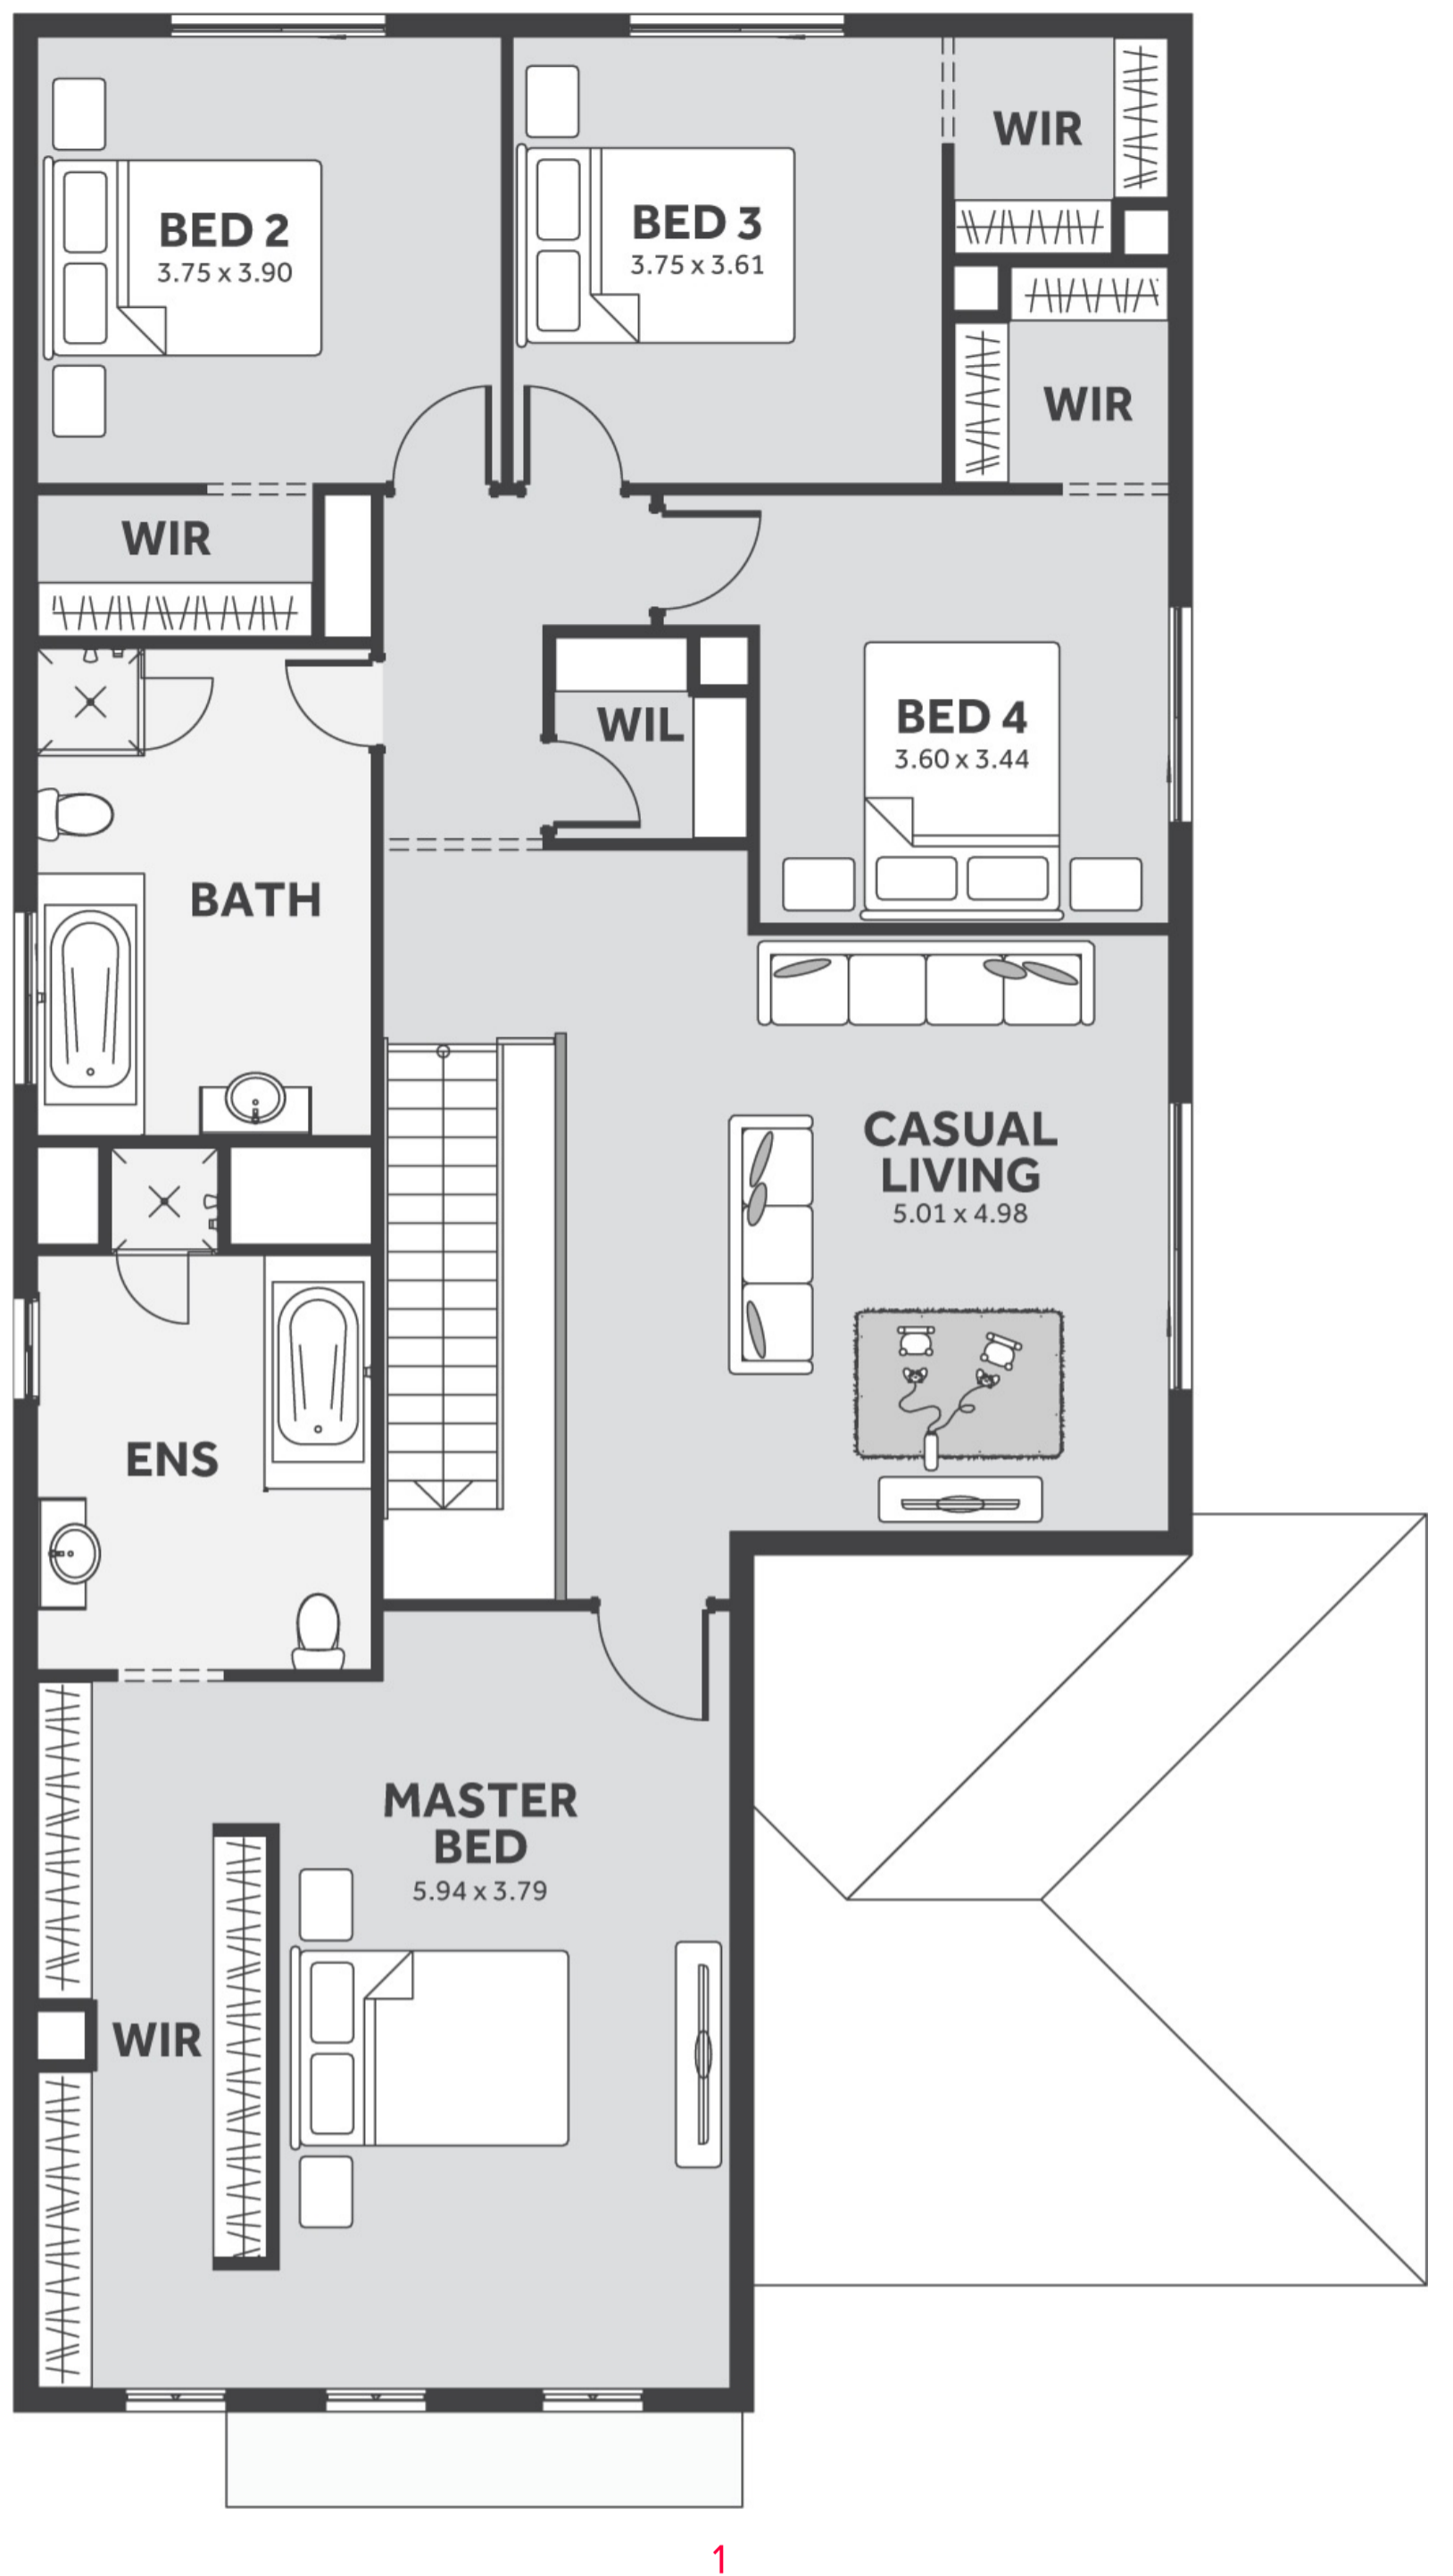 WIR
BED 2
3.75 x 3.90
BED 3
3.75 x 3.61
WIR
WIR
WIL
BED 4
3.60 x 3.44
BATH
CASUAL
LIVING
5.01 x 4.98
ENS
MASTER
BED
5.94 x 3.79
WIR
1